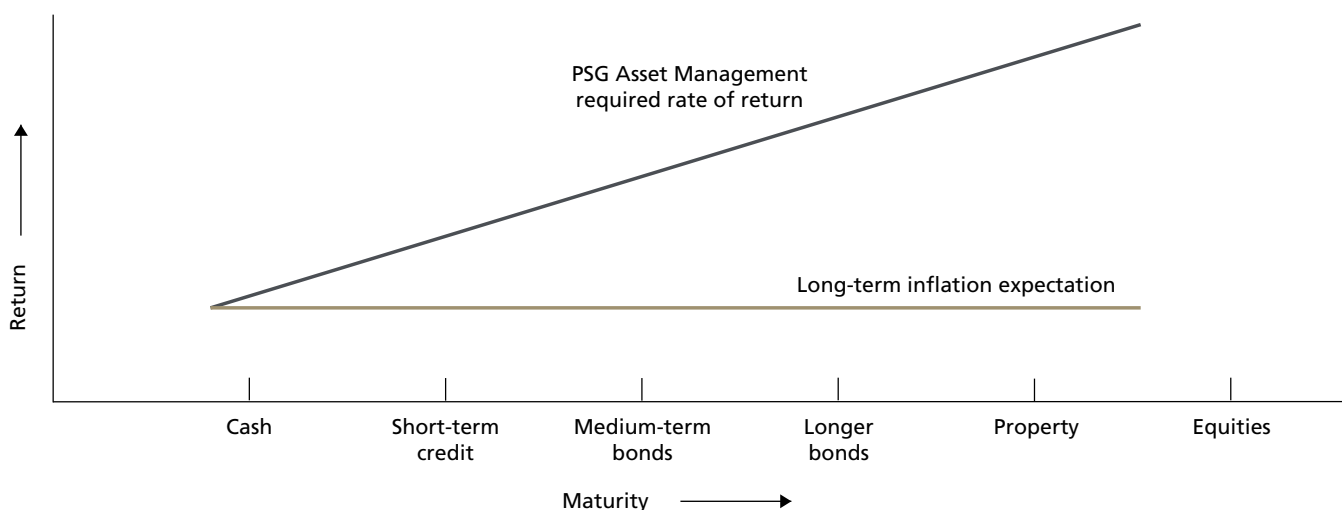 PSG Asset Management
required rate of return
Long-term inflation expectation
Return
Cash
Short-term
credit
Medium-term
bonds
Longer
bonds
Property
Equities
Maturity